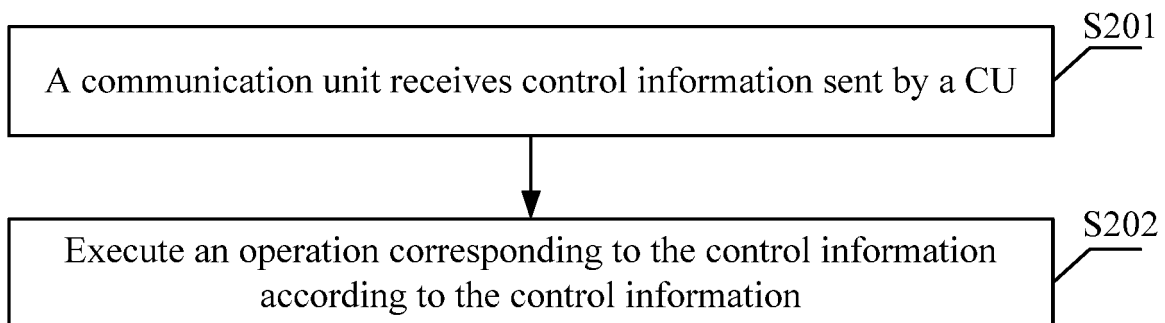 S201
A communication unit receives control information sent by a CU
S202
Execute an operation corresponding to the control information
according to the control information